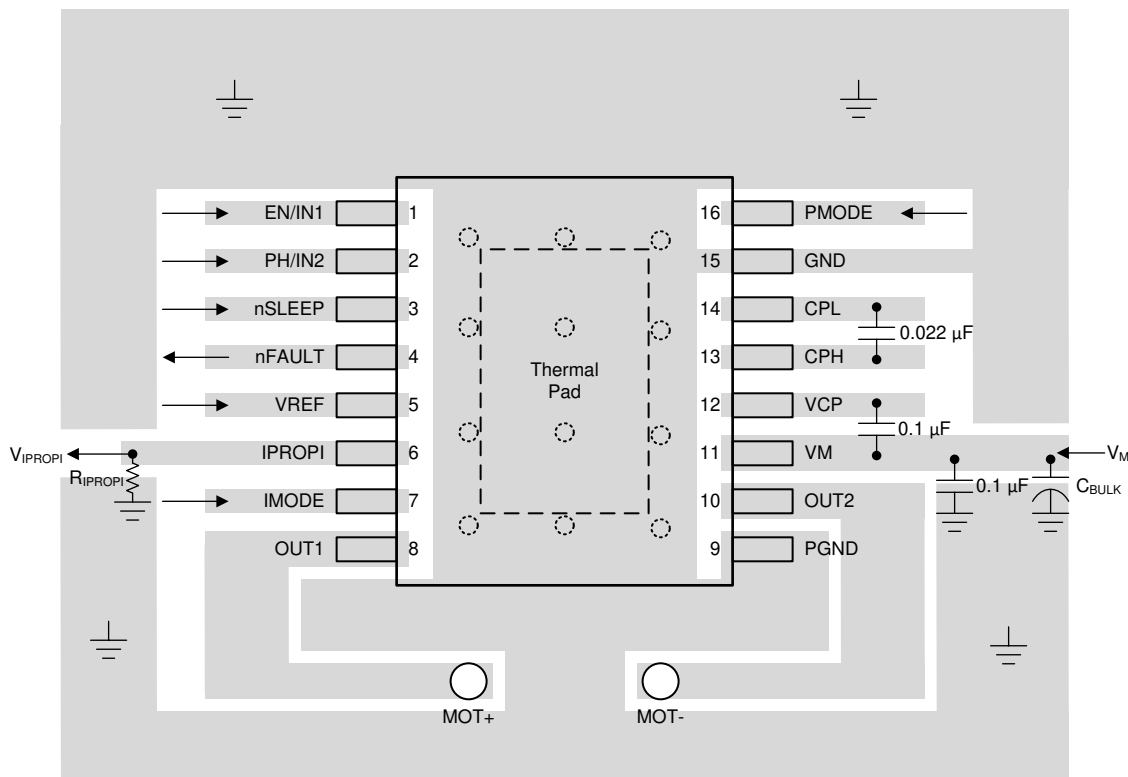 EN/IN1 1 16 PMODE
PH/IN2 2 15 GND
nSLEEP 3 14 CPL
0.022 µF
nFAULT 4 13 CPH
Thermal
Pad
VREF 5 12 VCP
0.1 µF
VIPROPI IPROPI 6 11 VM VM
RIPROPI
0.1 µF CBULK
IMODE 7 10 OUT2
OUT1 8 9 PGND
MOT+ MOT-